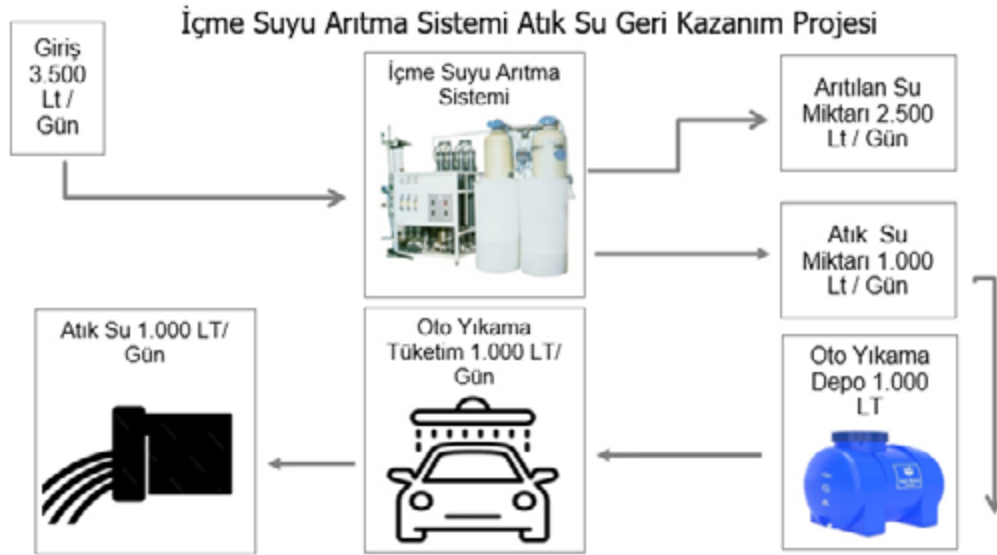 İçme Suyu Arıtma Sistemi Atık Su Geri Kazanım Projesi
Giriş
3.500
Lt /
Gün
İçme Suyu Arıtma
Sistemi
Arıtılan Su
Miktarı 2.500
Lt / Gün
Atık Su
Miktarı 1.000
Lt / Gün
Oto Yıkama
Depo 1.000
LT
Oto Yıkama
Tüketim 1.000 LT/
Gün
Atık Su 1.000 LT/
Gün